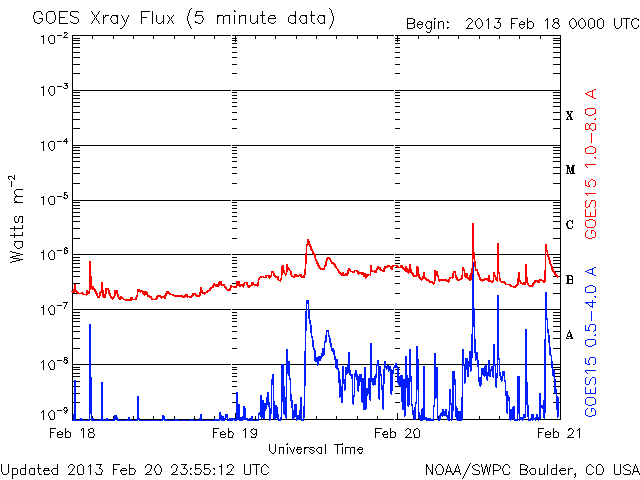 GOES Xray Flux (5 minute data)
Begin: 2013 Feb 18 0000 UTC
10⁻²
10⁻³
10⁻⁴
10⁻⁵
10⁻⁶
10⁻⁷
10⁻⁸
10⁻⁹
Watts m⁻²
X
M
C
B
A
GOES15 1.0-8.0 A
GOES15 0.5-4.0 A
Feb 18
Feb 19
Feb 20
Feb 21
Universal Time
Updated 2013 Feb 20 23:55:12 UTC
NOAA/SWPC Boulder, CO USA